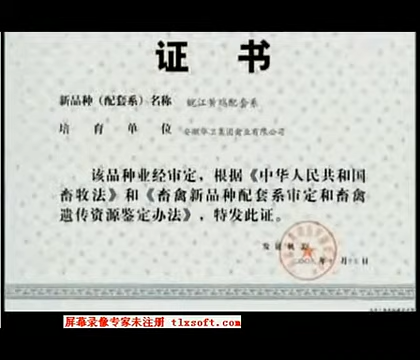 证 书
新品种（配套系）名称 皖江黄鸡配套系
培育单位 安徽华卫集团禽业有限公司
该品种业经审定，根据《中华人民共和国
畜牧法》和《畜禽新品种配套系审定和畜禽
遗传资源鉴定办法》，特发此证。
发证机关
屏幕录像专家未注册 tlxsoft.com